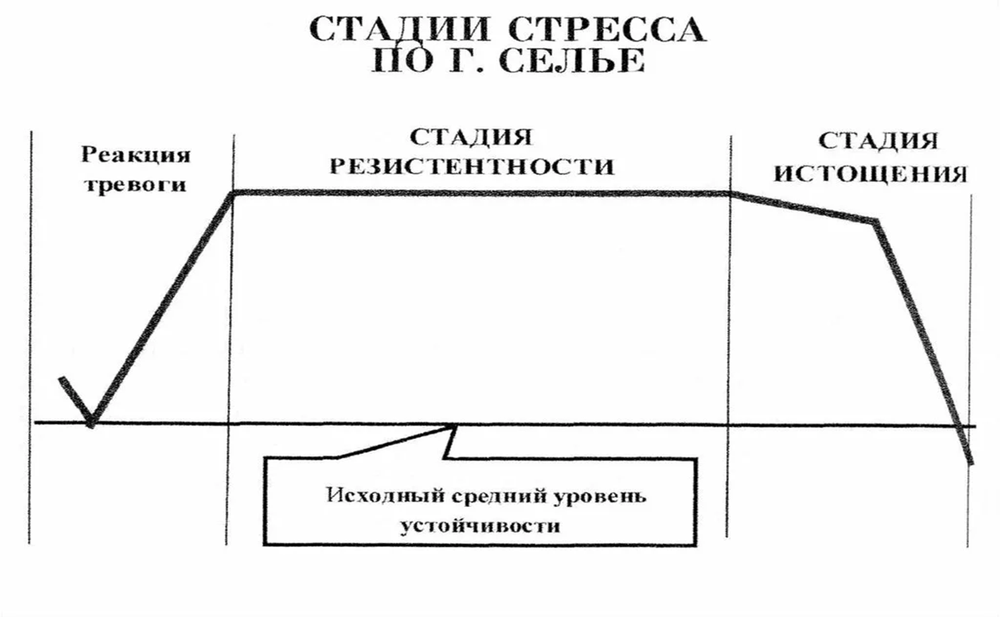 СТАДИИ СТРЕССА
ПО Г. СЕЛЬЕ
Реакция
тревоги
СТАДИЯ
РЕЗИСТЕНТНОСТИ
СТАДИЯ
ИСТОЩЕНИЯ
Исходный средний уровень
устойчивости